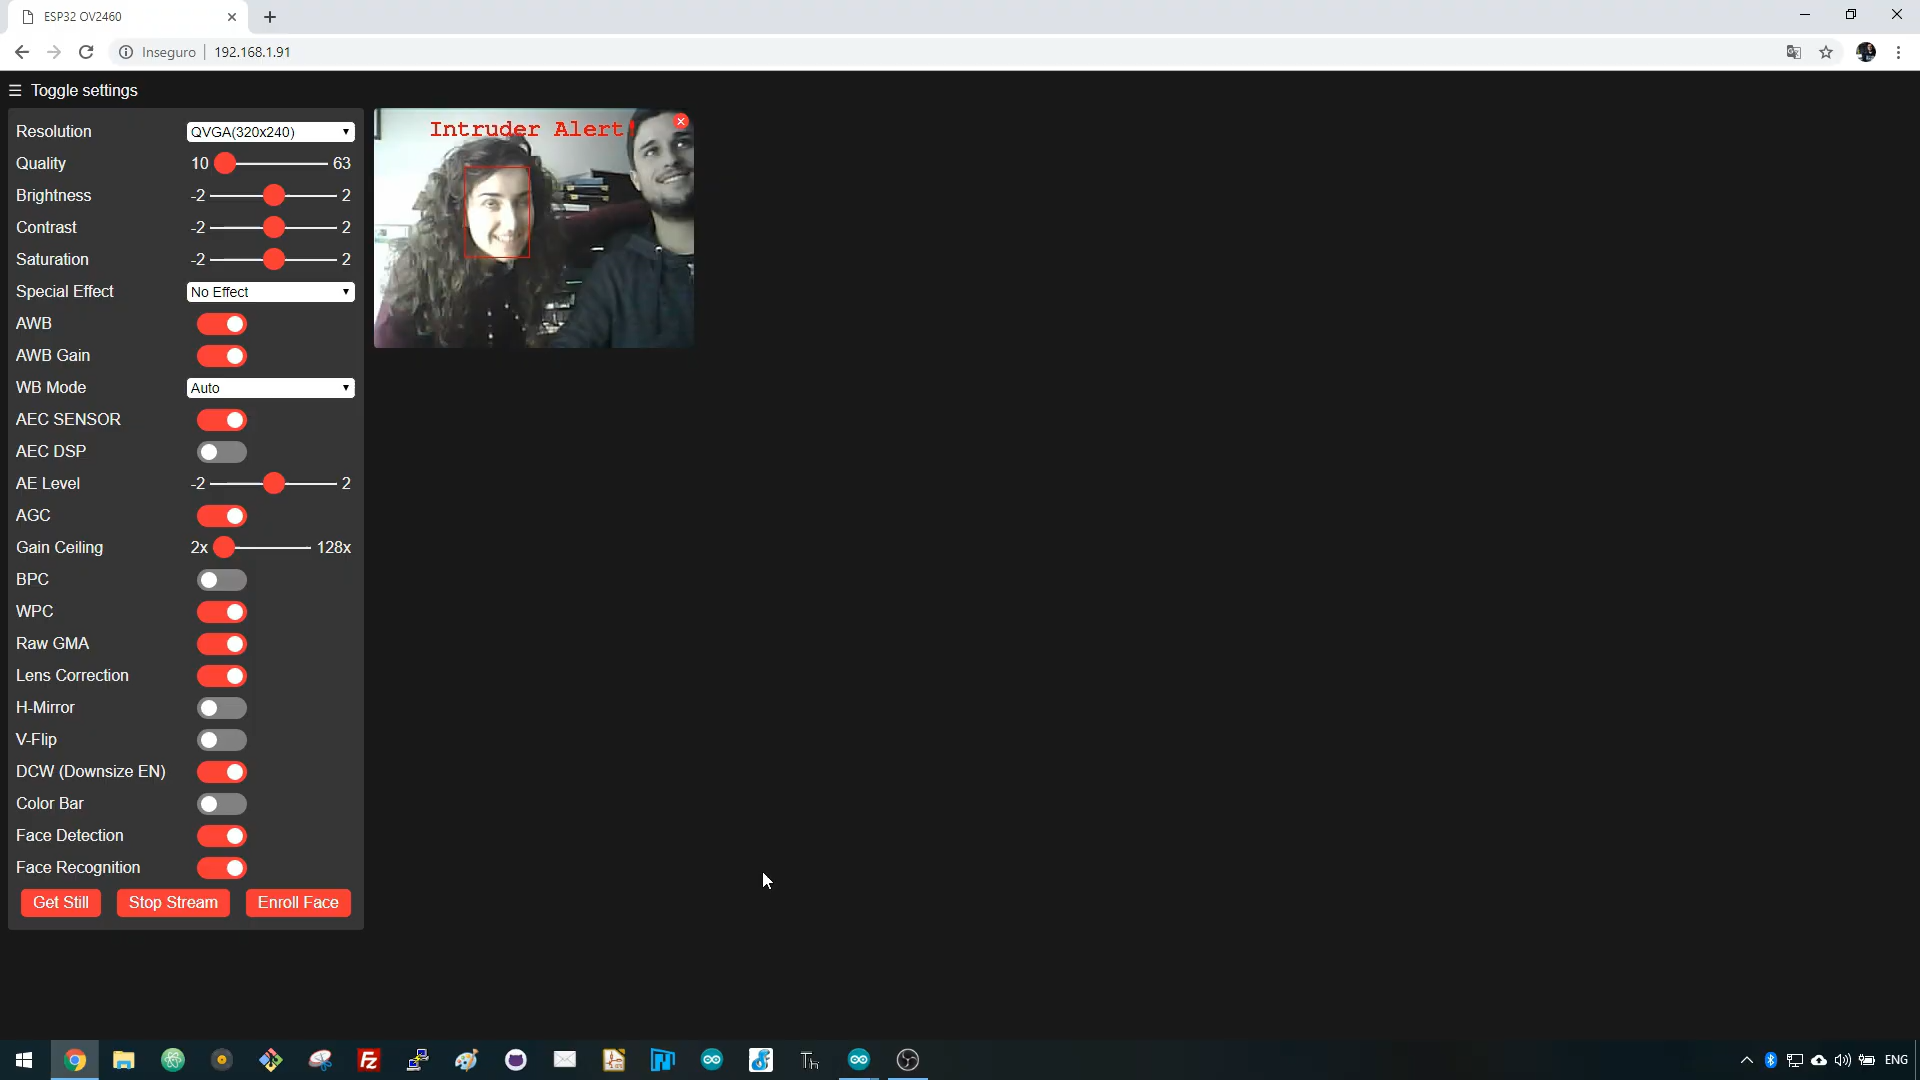 ESP32 OV2460
Inseguro
192.168.1.91
Toggle settings
Resolution QVGA(320x240)
Quality 10 63
Brightness -2 2
Contrast -2 2
Saturation -2 2
Special Effect No Effect
AWB
AWB Gain
WB Mode Auto
AEC SENSOR
AEC DSP
AE Level -2 2
AGC
Gain Ceiling 2x 128x
BPC
WPC
Raw GMA
Lens Correction
H-Mirror
V-Flip
DCW (Downsize EN)
Color Bar
Face Detection
Face Recognition
Get Still Stop Stream Enroll Face
Intruder Alert!
Fz
ENG